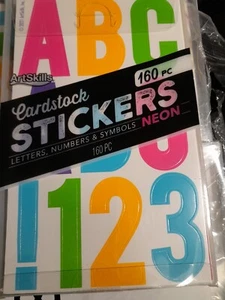 ABC
ArtSkills
160 PC
Cardstock
STICKERS
NEON
LETTERS, NUMBERS & SYMBOLS
160 PC
!123